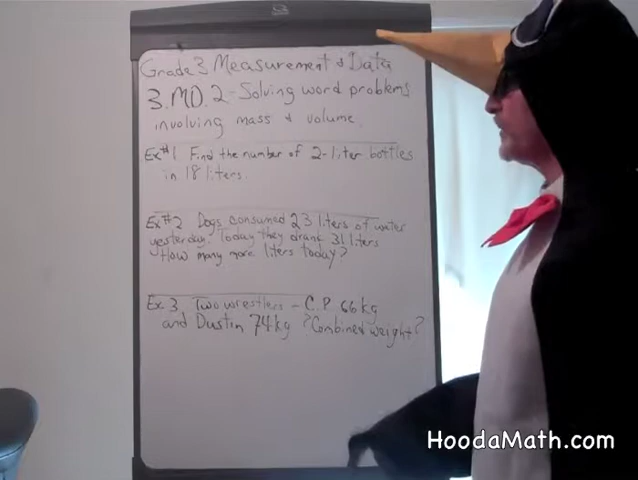 Grade 3 Measurement & Data
3.MD.2 - Solving word problems
involving mass & volume
Ex #1 Find the number of 2-liter bottles
in 18 liters.
Ex #2 Dogs consumed 23 liters of water
yesterday. Today they drank 31 liters
How many more liters today?
Ex 3 Two wrestlers - C.P. 66 kg
and Dustin 74 kg ? Combined weight?
HoodaMath.com